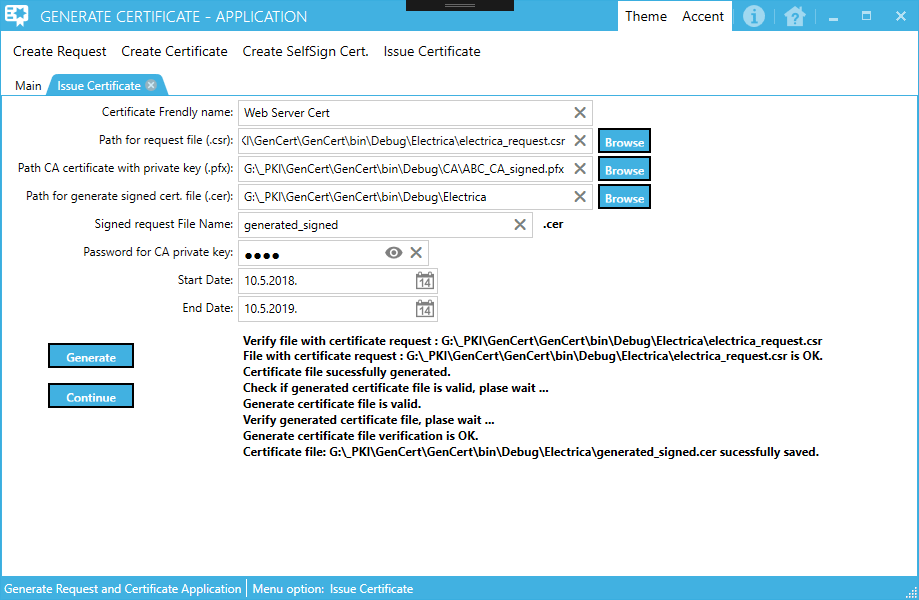 GENERATE CERTIFICATE - APPLICATION
Theme Accent
Create Request Create Certificate Create SelfSign Cert. Issue Certificate
Main Issue Certificate
Certificate Frendly name: Web Server Cert
Path for request file (.csr): KI\GenCert\GenCert\bin\Debug\Electrica\electrica_request.csr Browse
Path CA certificate with private key (.pfx): G:\_PKI\GenCert\GenCert\bin\Debug\CA\ABC_CA_signed.pfx Browse
Path for generate signed cert. file (.cer): G:\_PKI\GenCert\GenCert\bin\Debug\Electrica Browse
Signed request File Name: generated_signed .cer
Password for CA private key: ●●●●
Start Date: 10.5.2018. 14
End Date: 10.5.2019. 14
Generate
Continue
Verify file with certificate request : G:\_PKI\GenCert\GenCert\bin\Debug\Electrica\electrica_request.csr
File with certificate request : G:\_PKI\GenCert\GenCert\bin\Debug\Electrica\electrica_request.csr is OK.
Certificate file sucessfully generated.
Check if generated certificate file is valid, plase wait ...
Generate certificate file is valid.
Verify generated certificate file, plase wait ...
Generate certificate file verification is OK.
Certificate file: G:\_PKI\GenCert\GenCert\bin\Debug\Electrica\generated_signed.cer sucessfully saved.
Generate Request and Certificate Application Menu option: Issue Certificate